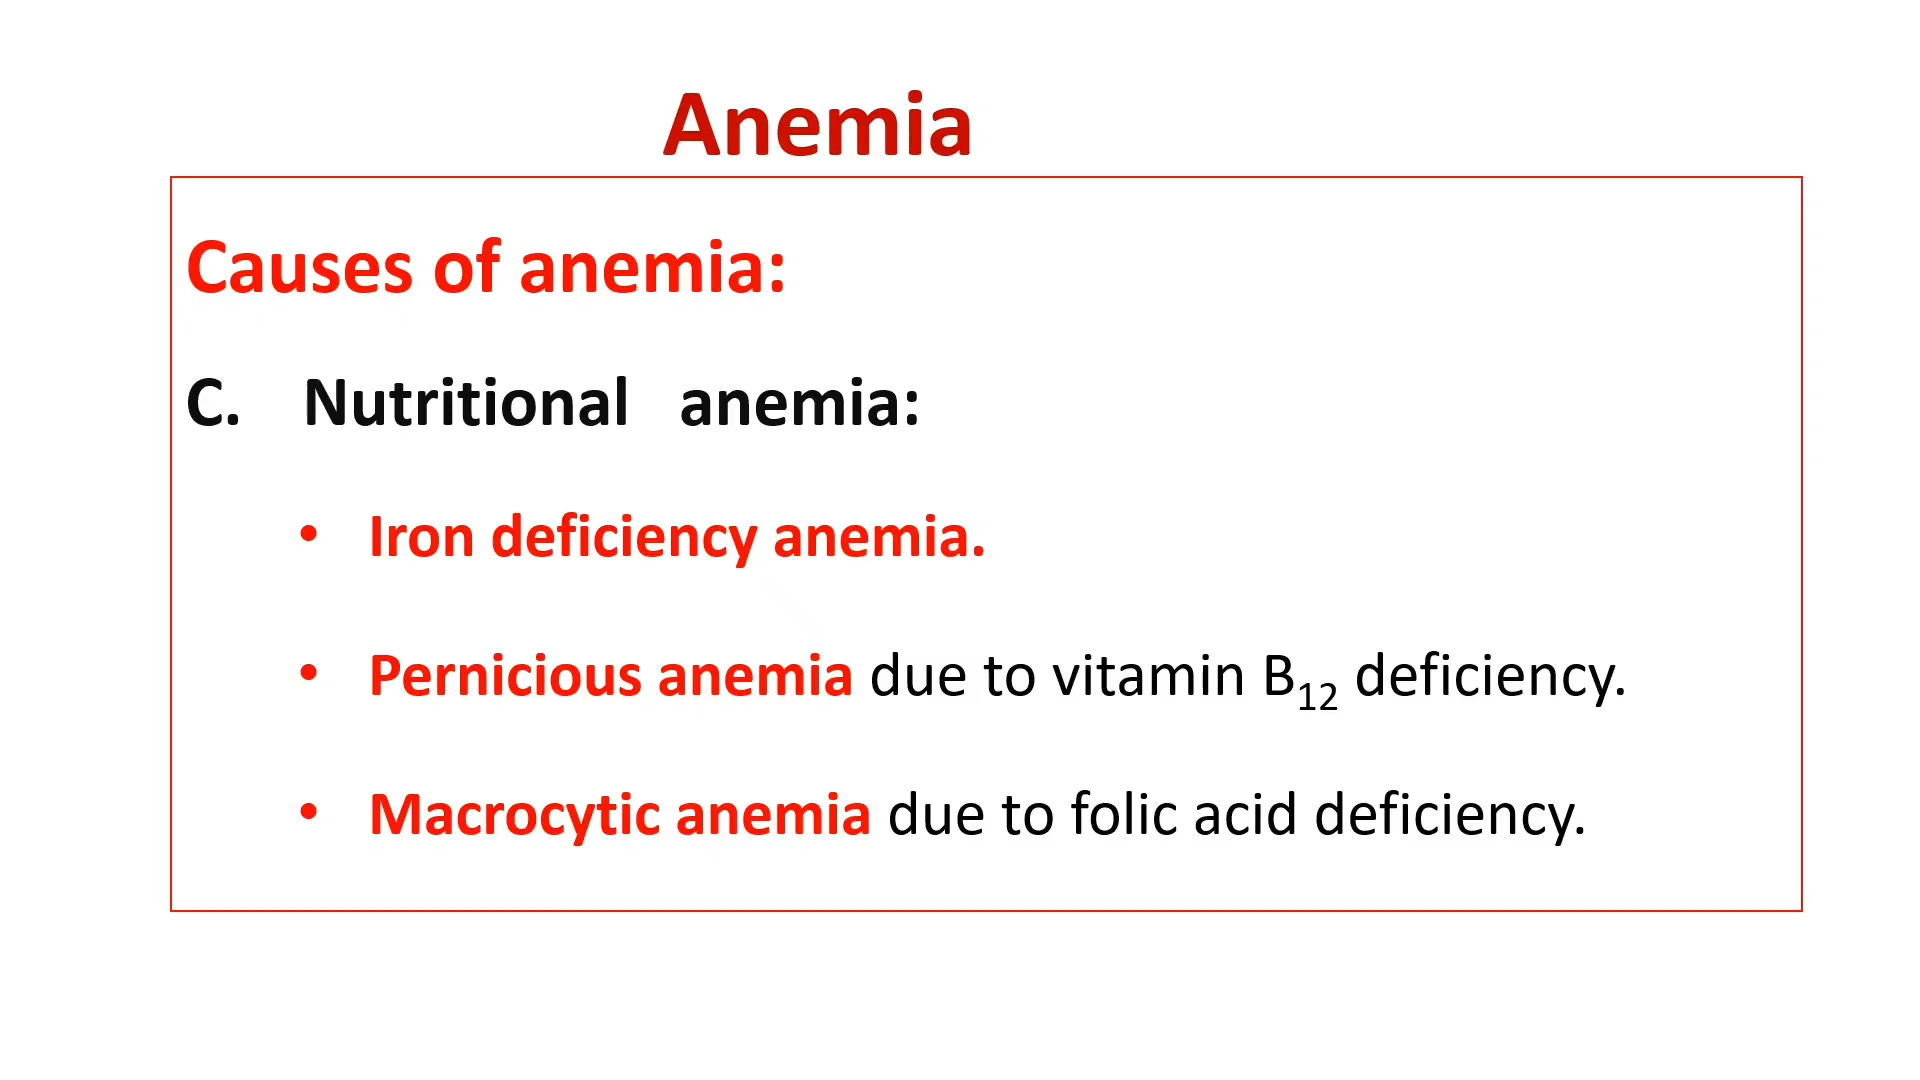 Anemia
Causes of anemia:
C. Nutritional anemia:
• Iron deficiency anemia.
• Pernicious anemia due to vitamin B₁₂ deficiency.
• Macrocytic anemia due to folic acid deficiency.